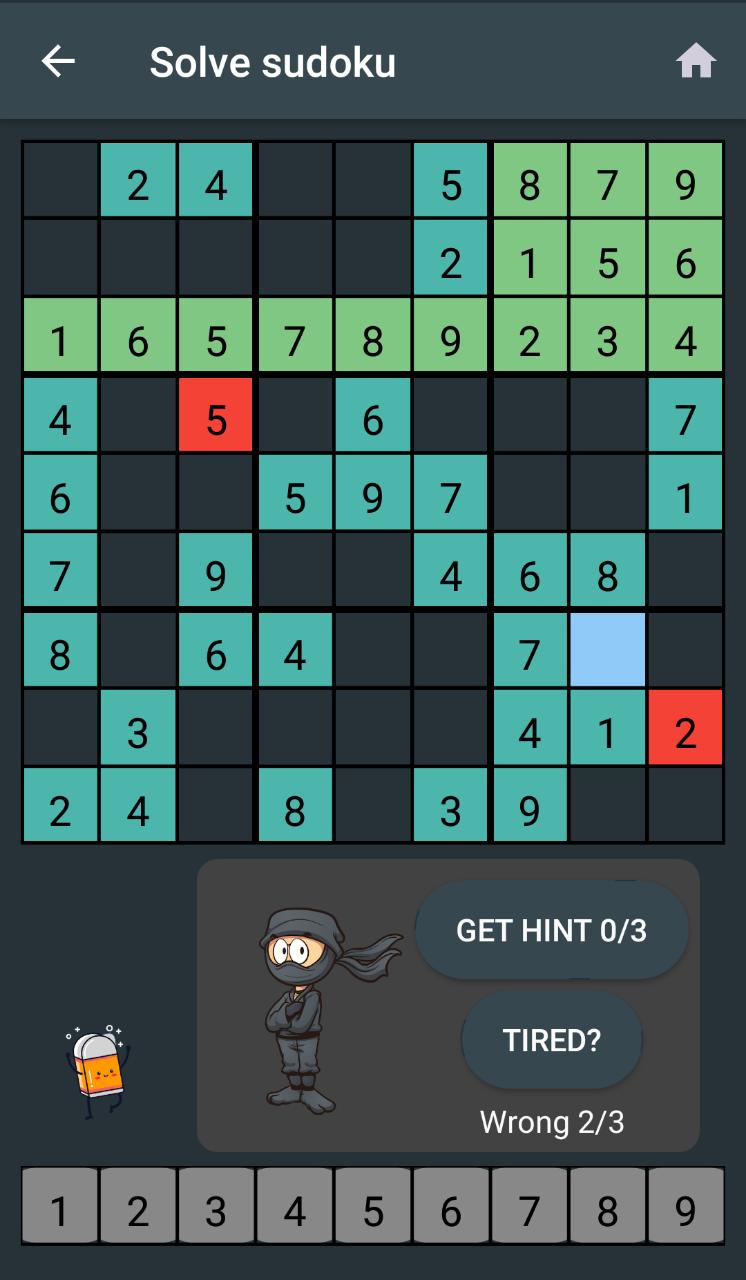 Solve sudoku
2 4 5 8 7 9
2 1 5 6
1 6 5 7 8 9 2 3 4
4 5 6 7
6 5 9 7 1
7 9 4 6 8
8 6 4 7
3 4 1 2
2 4 8 3 9
GET HINT 0/3
TIRED?
Wrong 2/3
1 2 3 4 5 6 7 8 9